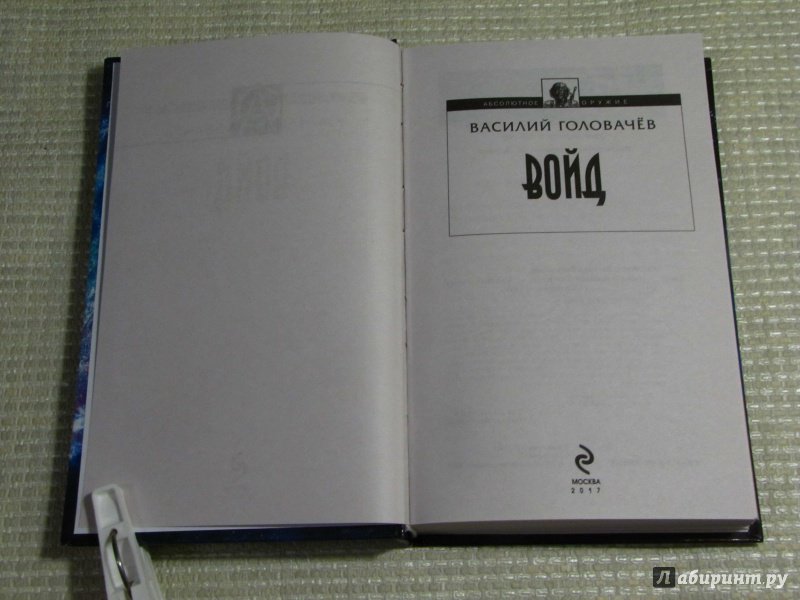 АБСОЛЮТНОЕ ОРУЖИЕ
ВАСИЛИЙ ГОЛОВАЧЁВ
ВОЙД
МОСКВА
2017
Лабиринт.ру